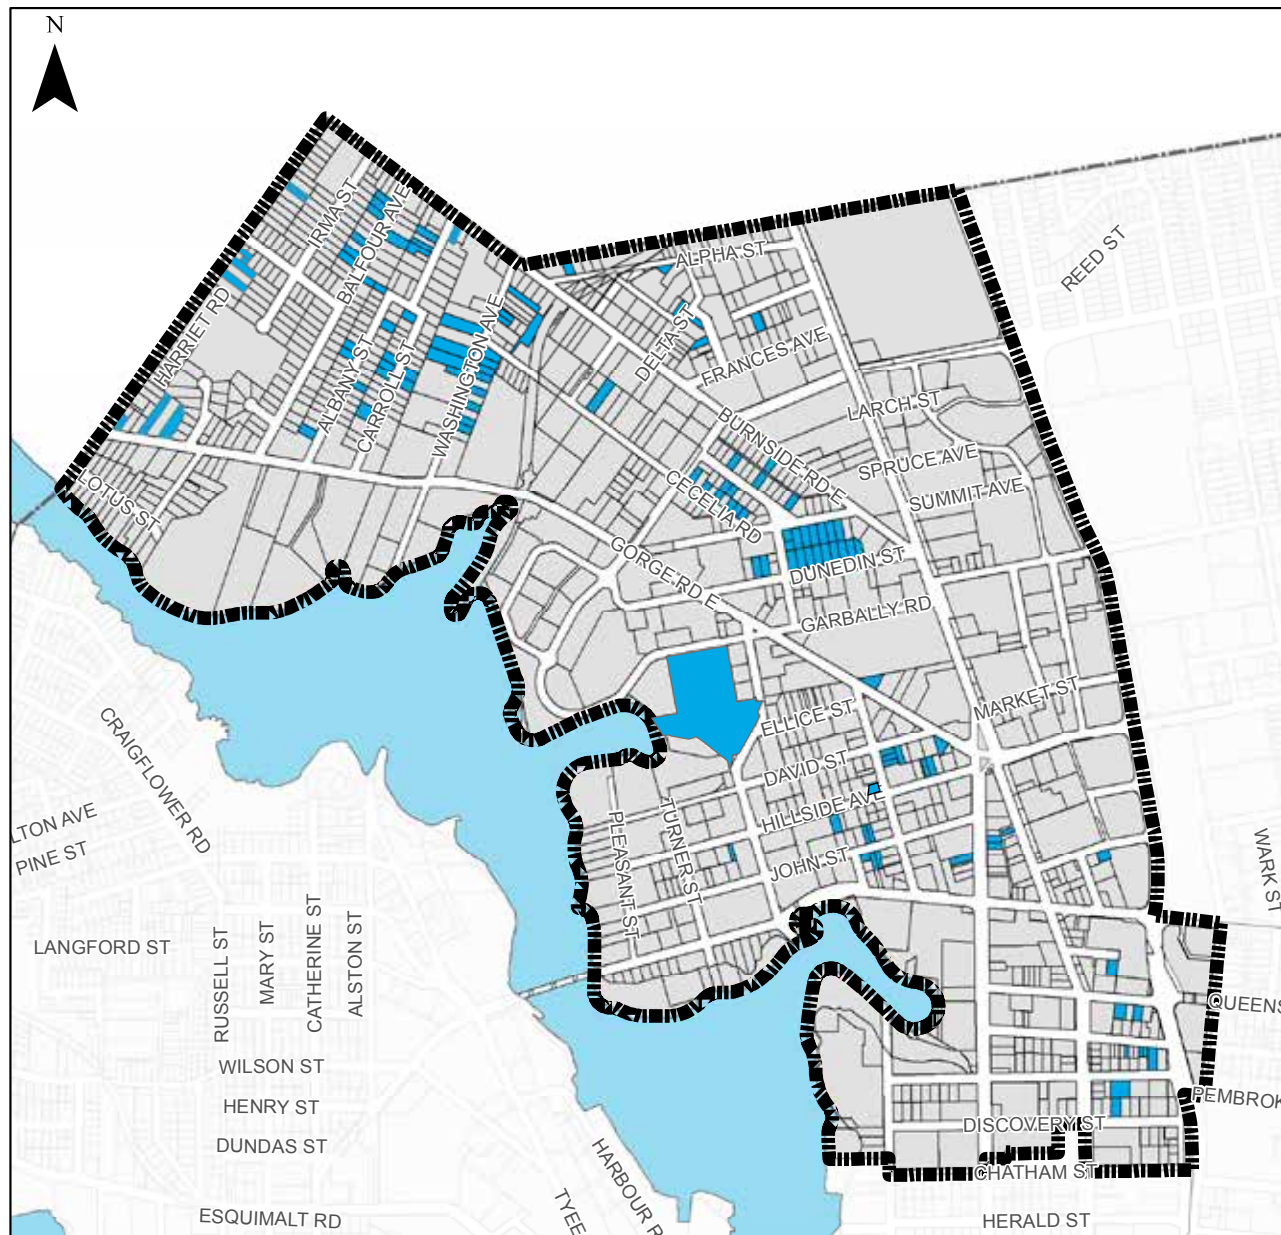 N
REED ST
ALPHA ST
IRMA ST
BALFOUR AVE
HARRIET RD
WASHINGTON AVE
DELTA ST
FRANCES AVE
ALBANY ST
CARROLL ST
LARCH ST
BURNSIDE RD E
SPRUCE AVE
SUMMIT AVE
CECELIA RD
LOTUS ST
GORGE RD E
DUNEDIN ST
GARBALLY RD
MARKET ST
ELLICE ST
DAVID ST
HILLSIDE AVE
CRAIGFLOWER RD
LTON AVE
PINE ST
PLEASANT ST
TURNER ST
JOHN ST
WARK ST
LANGFORD ST
RUSSELL ST
MARY ST
CATHERINE ST
ALSTON ST
QUEENS
WILSON ST
PEMBROK
HENRY ST
DISCOVERY ST
DUNDAS ST
CHATHAM ST
HARBOUR R
TYEE
ESQUIMALT RD
HERALD ST